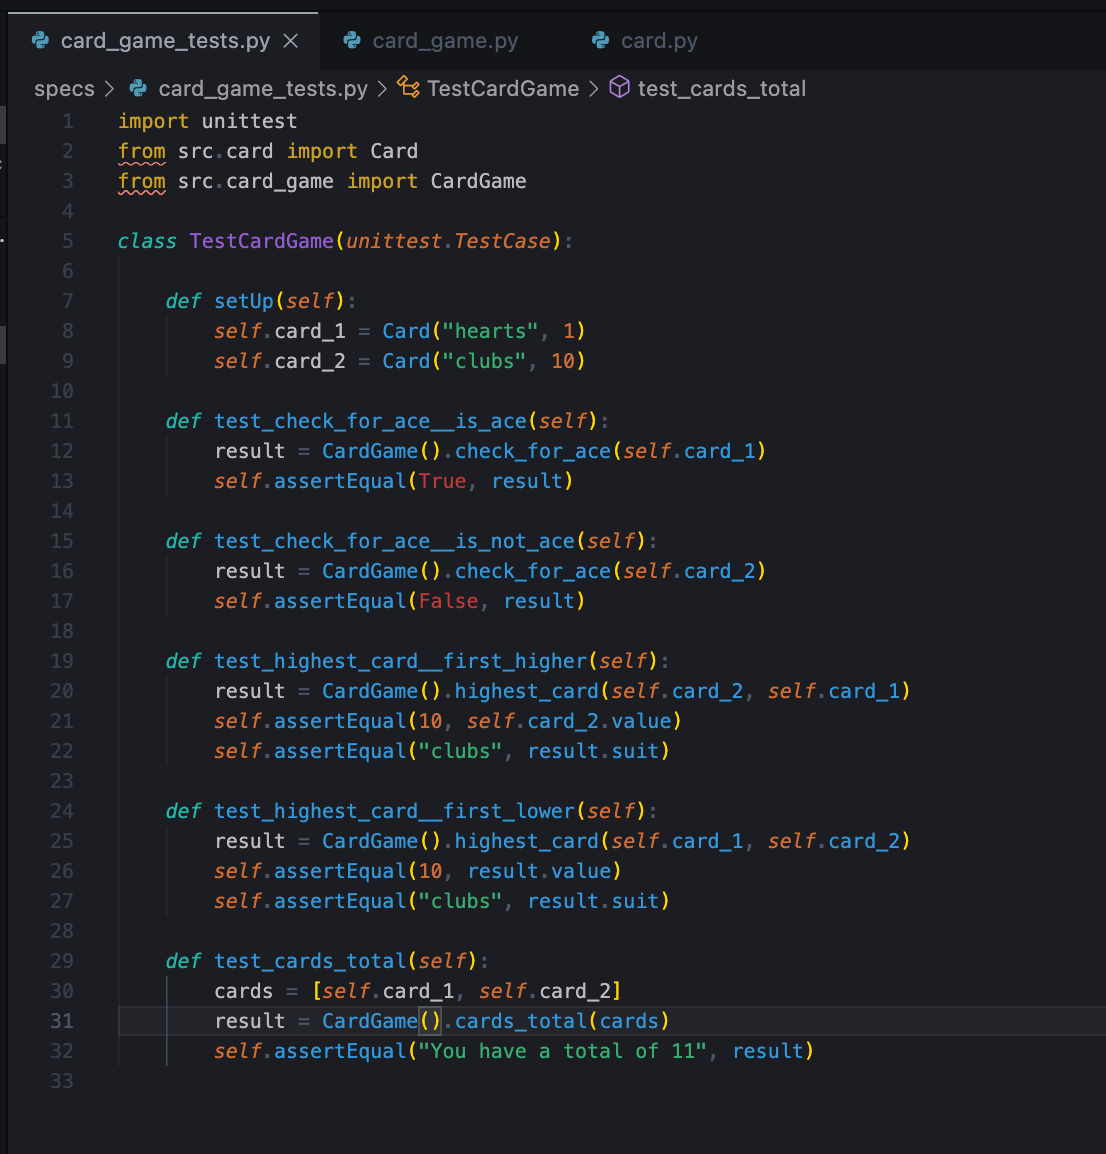 card_game_tests.py
card_game.py
card.py
specs > card_game_tests.py > TestCardGame > test_cards_total
1 import unittest
2 from src.card import Card
3 from src.card_game import CardGame
4
5 class TestCardGame(unittest.TestCase):
6
7     def setUp(self):
8         self.card_1 = Card("hearts", 1)
9         self.card_2 = Card("clubs", 10)
10
11     def test_check_for_ace__is_ace(self):
12         result = CardGame().check_for_ace(self.card_1)
13         self.assertEqual(True, result)
14
15     def test_check_for_ace__is_not_ace(self):
16         result = CardGame().check_for_ace(self.card_2)
17         self.assertEqual(False, result)
18
19     def test_highest_card__first_higher(self):
20         result = CardGame().highest_card(self.card_2, self.card_1)
21         self.assertEqual(10, self.card_2.value)
22         self.assertEqual("clubs", result.suit)
23
24     def test_highest_card__first_lower(self):
25         result = CardGame().highest_card(self.card_1, self.card_2)
26         self.assertEqual(10, result.value)
27         self.assertEqual("clubs", result.suit)
28
29     def test_cards_total(self):
30         cards = [self.card_1, self.card_2]
31         result = CardGame().cards_total(cards)
32         self.assertEqual("You have a total of 11", result)
33